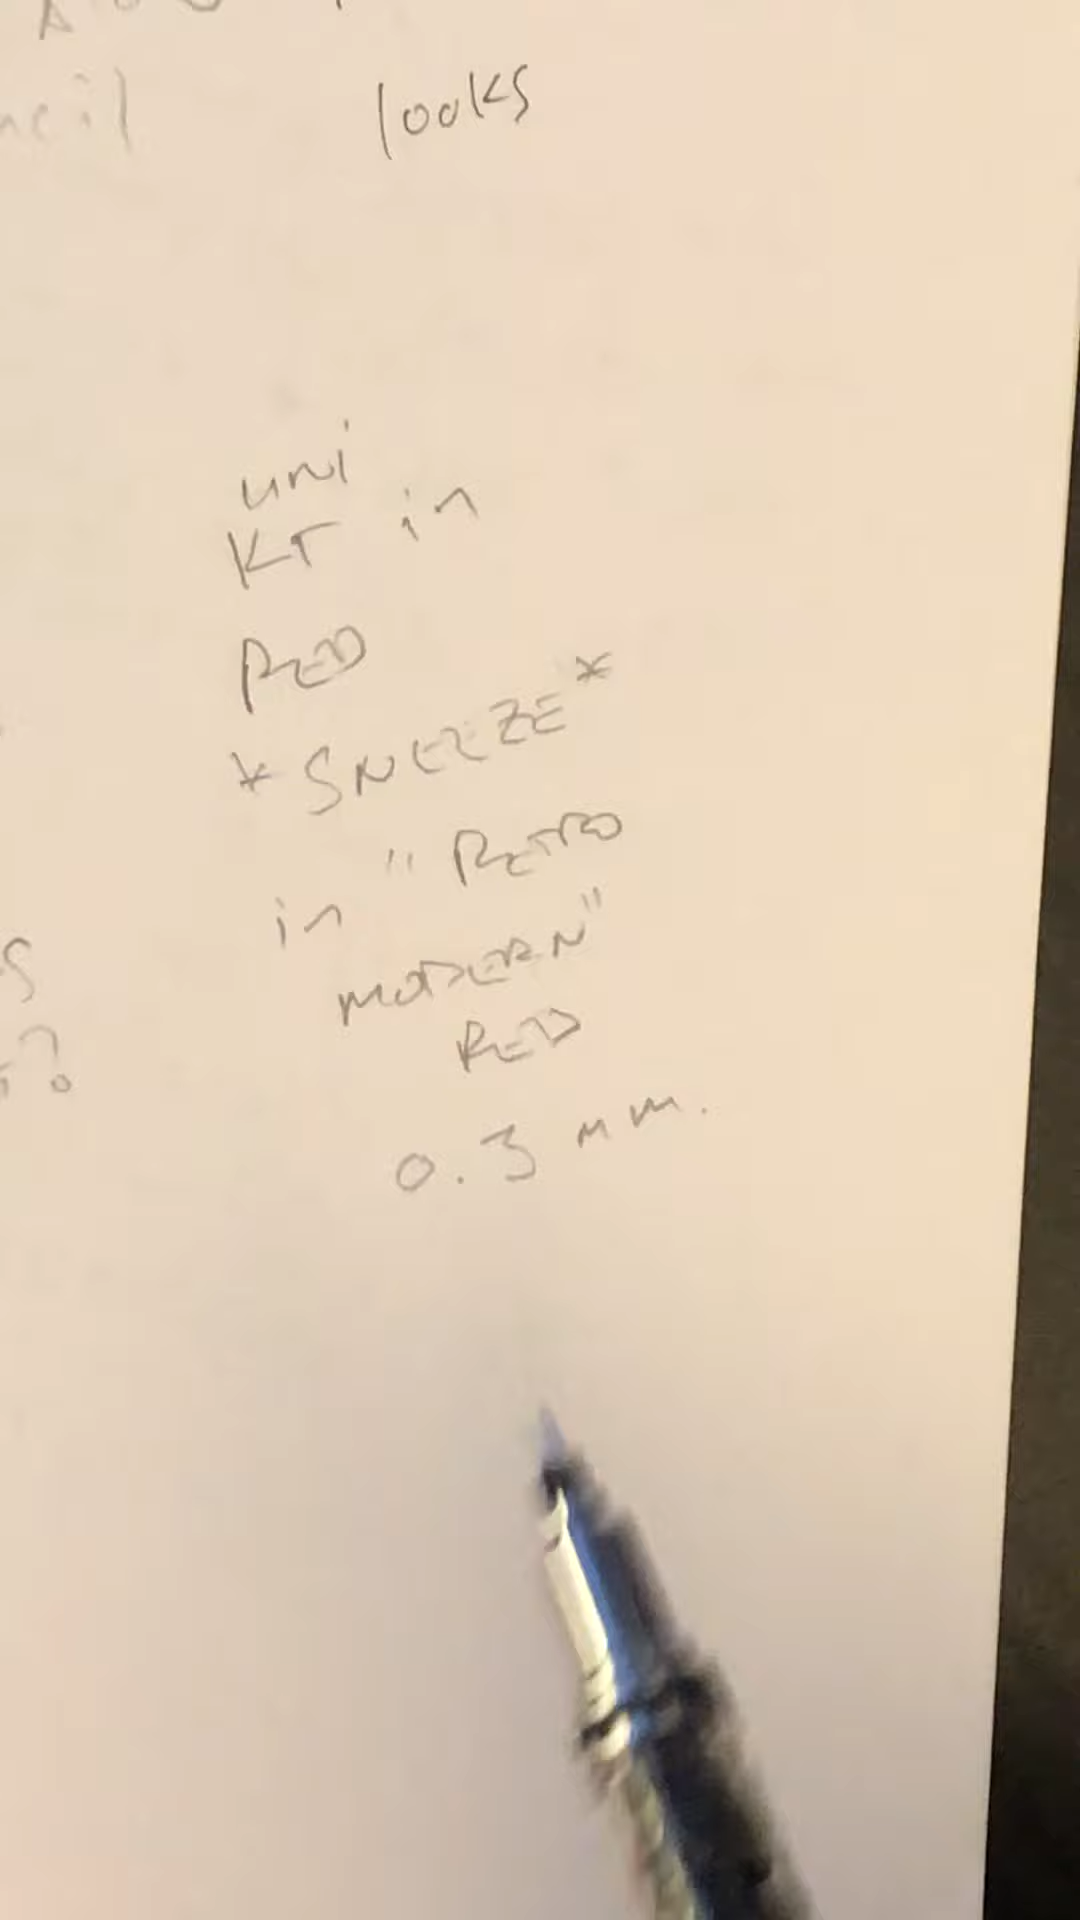 looks
uni
KT in
RED
*SNEEZE*
in "RETRO
MODERN"
RED
0.3 mm.